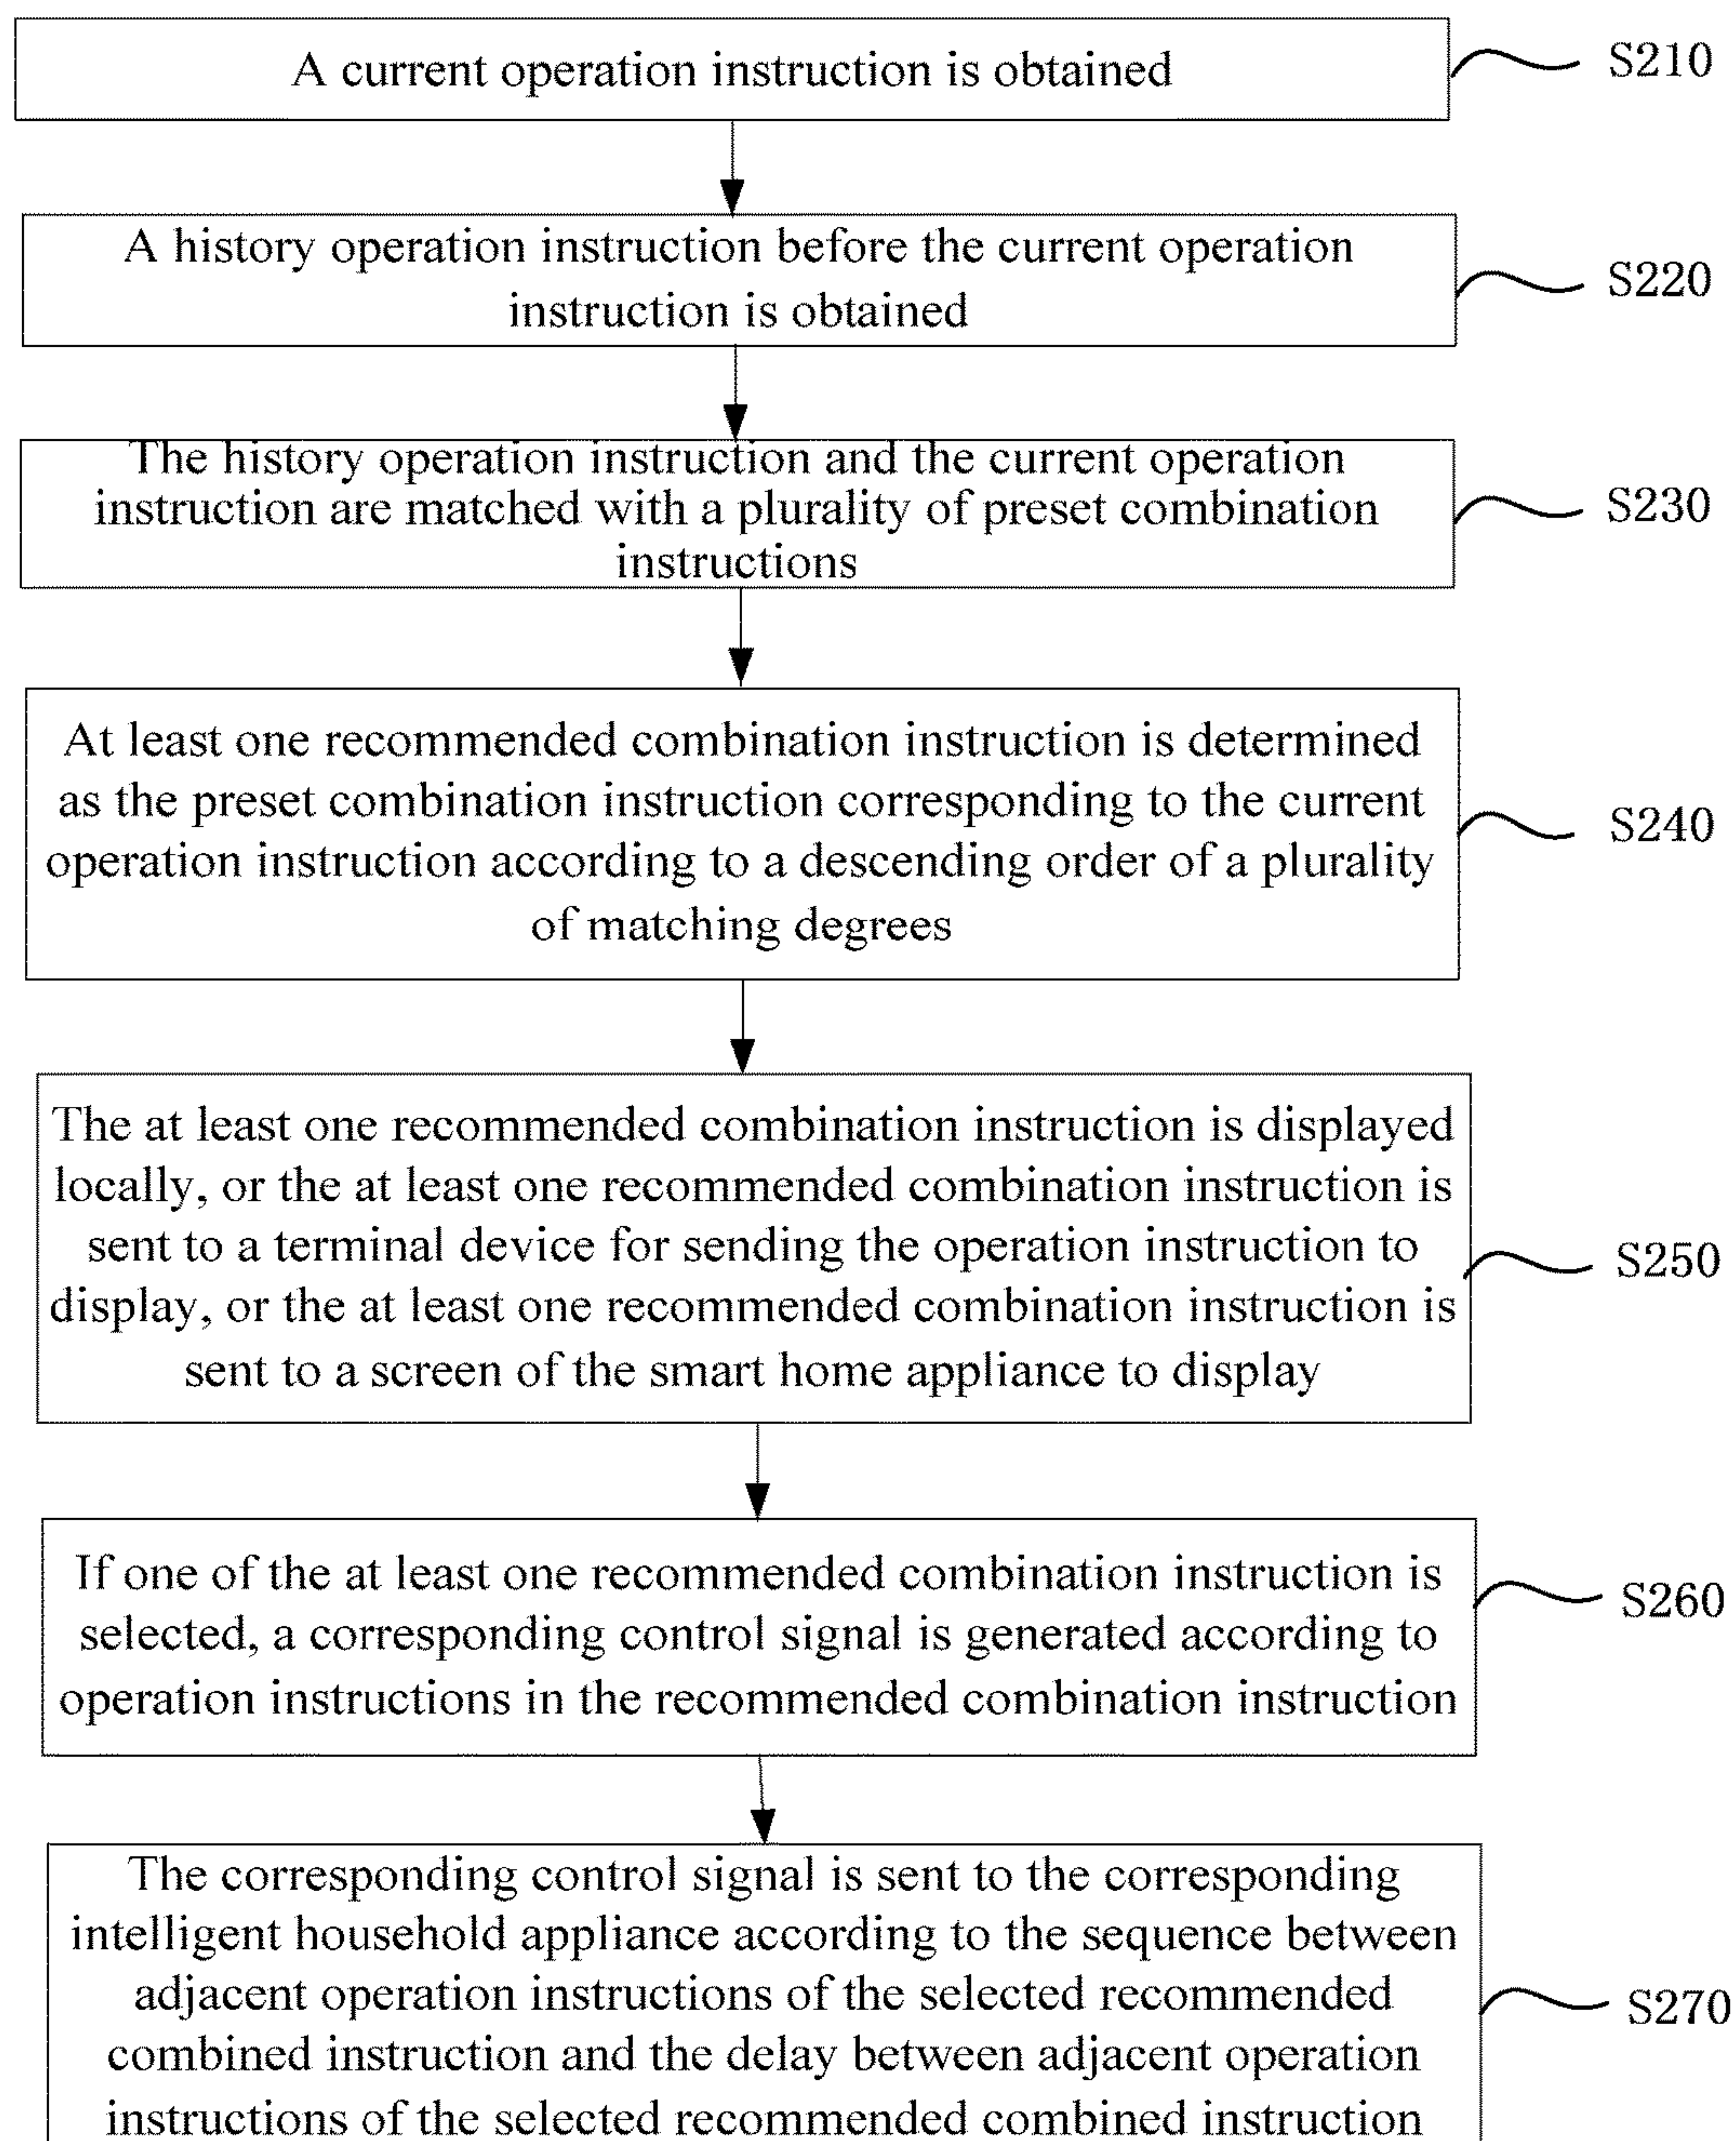 A current operation instruction is obtained
S210
A history operation instruction before the current operation
instruction is obtained
S220
The history operation instruction and the current operation
instruction are matched with a plurality of preset combination
instructions
S230
At least one recommended combination instruction is determined
as the preset combination instruction corresponding to the current
operation instruction according to a descending order of a plurality
of matching degrees
S240
The at least one recommended combination instruction is displayed
locally, or the at least one recommended combination instruction is
sent to a terminal device for sending the operation instruction to
display, or the at least one recommended combination instruction is
sent to a screen of the smart home appliance to display
S250
If one of the at least one recommended combination instruction is
selected, a corresponding control signal is generated according to
operation instructions in the recommended combination instruction
S260
The corresponding control signal is sent to the corresponding
intelligent household appliance according to the sequence between
adjacent operation instructions of the selected recommended
combined instruction and the delay between adjacent operation
instructions of the selected recommended combined instruction
S270